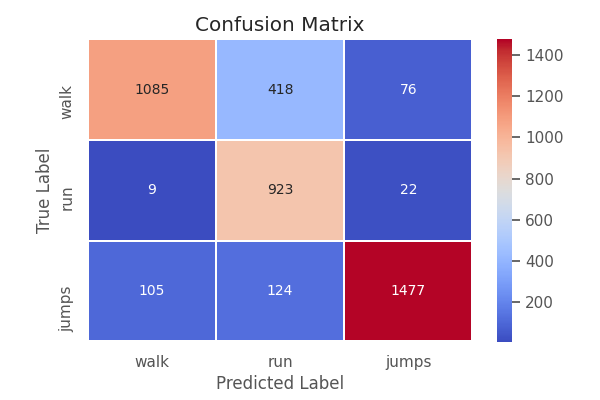 Confusion Matrix
True Label
walk
1085 418 76
run
9 923 22
jumps
105 124 1477
walk run jumps
Predicted Label
1400
1200
1000
800
600
400
200